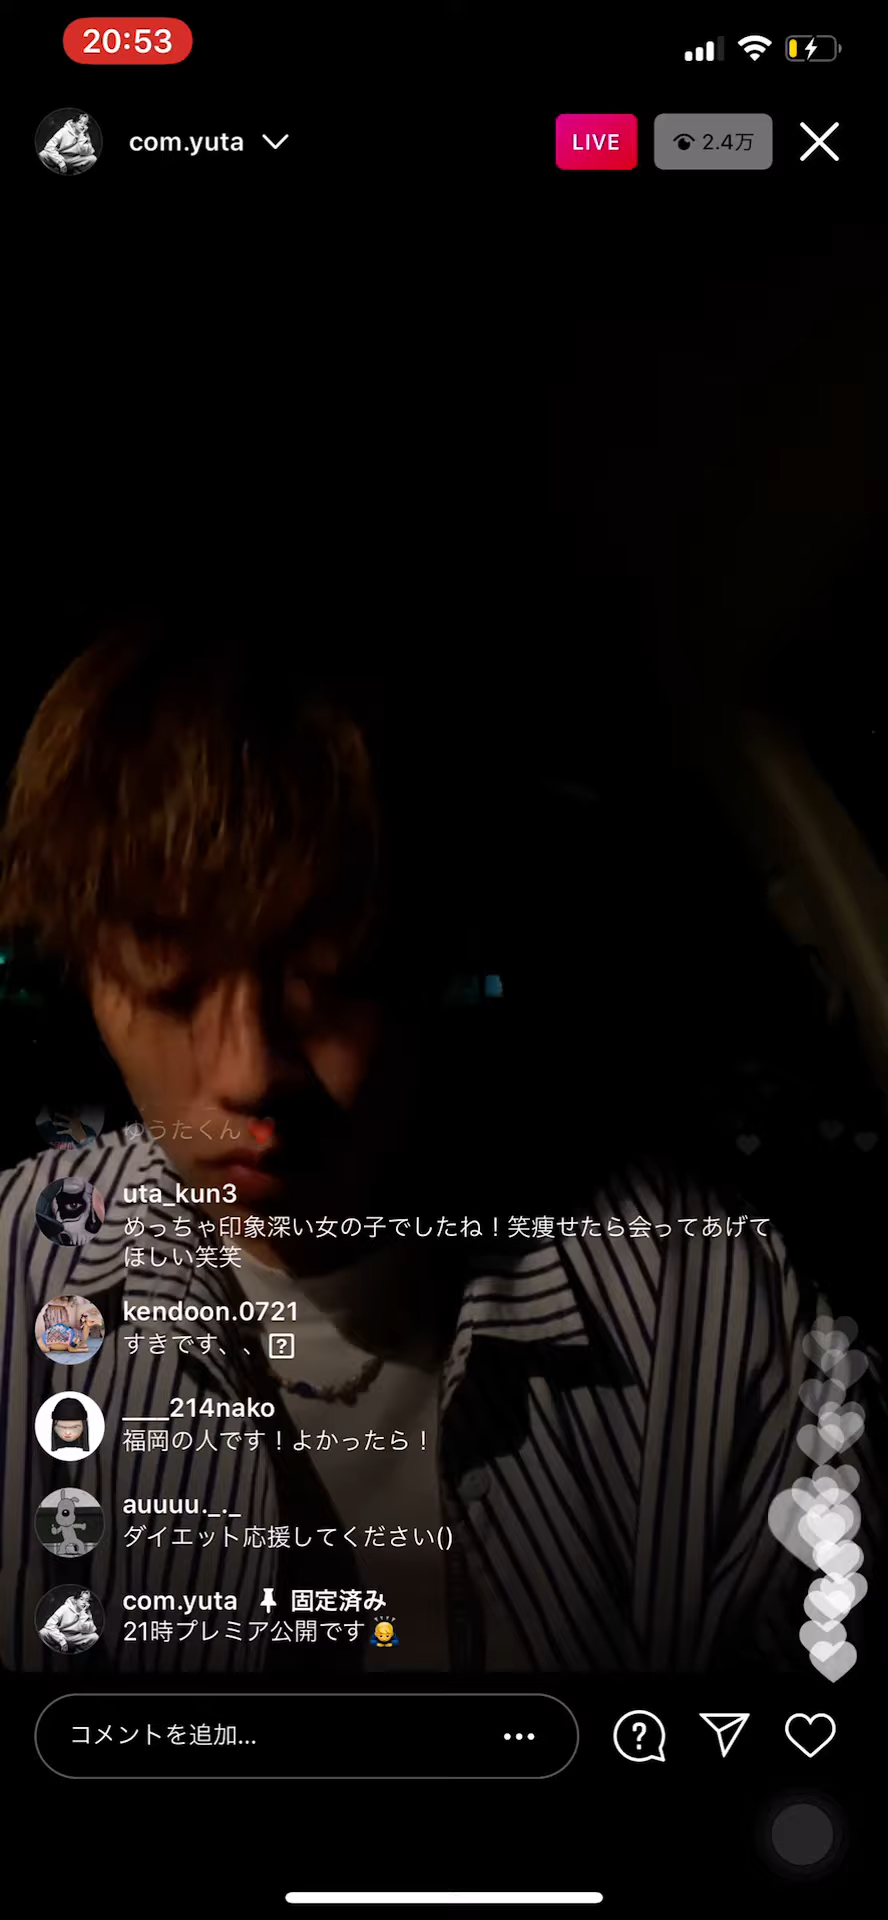 20:53
com.yuta
LIVE
2.4万
ゆうたくん❤️
uta_kun3
めっちゃ印象深い女の子でしたね！笑痩せたら会ってあげて
ほしい笑笑
kendoon.0721
すきです、、?
___214nako
福岡の人です！よかったら！
auuuu._._
ダイエット応援してください()
com.yuta 📌 固定済み
21時プレミア公開です🙇
コメントを追加...